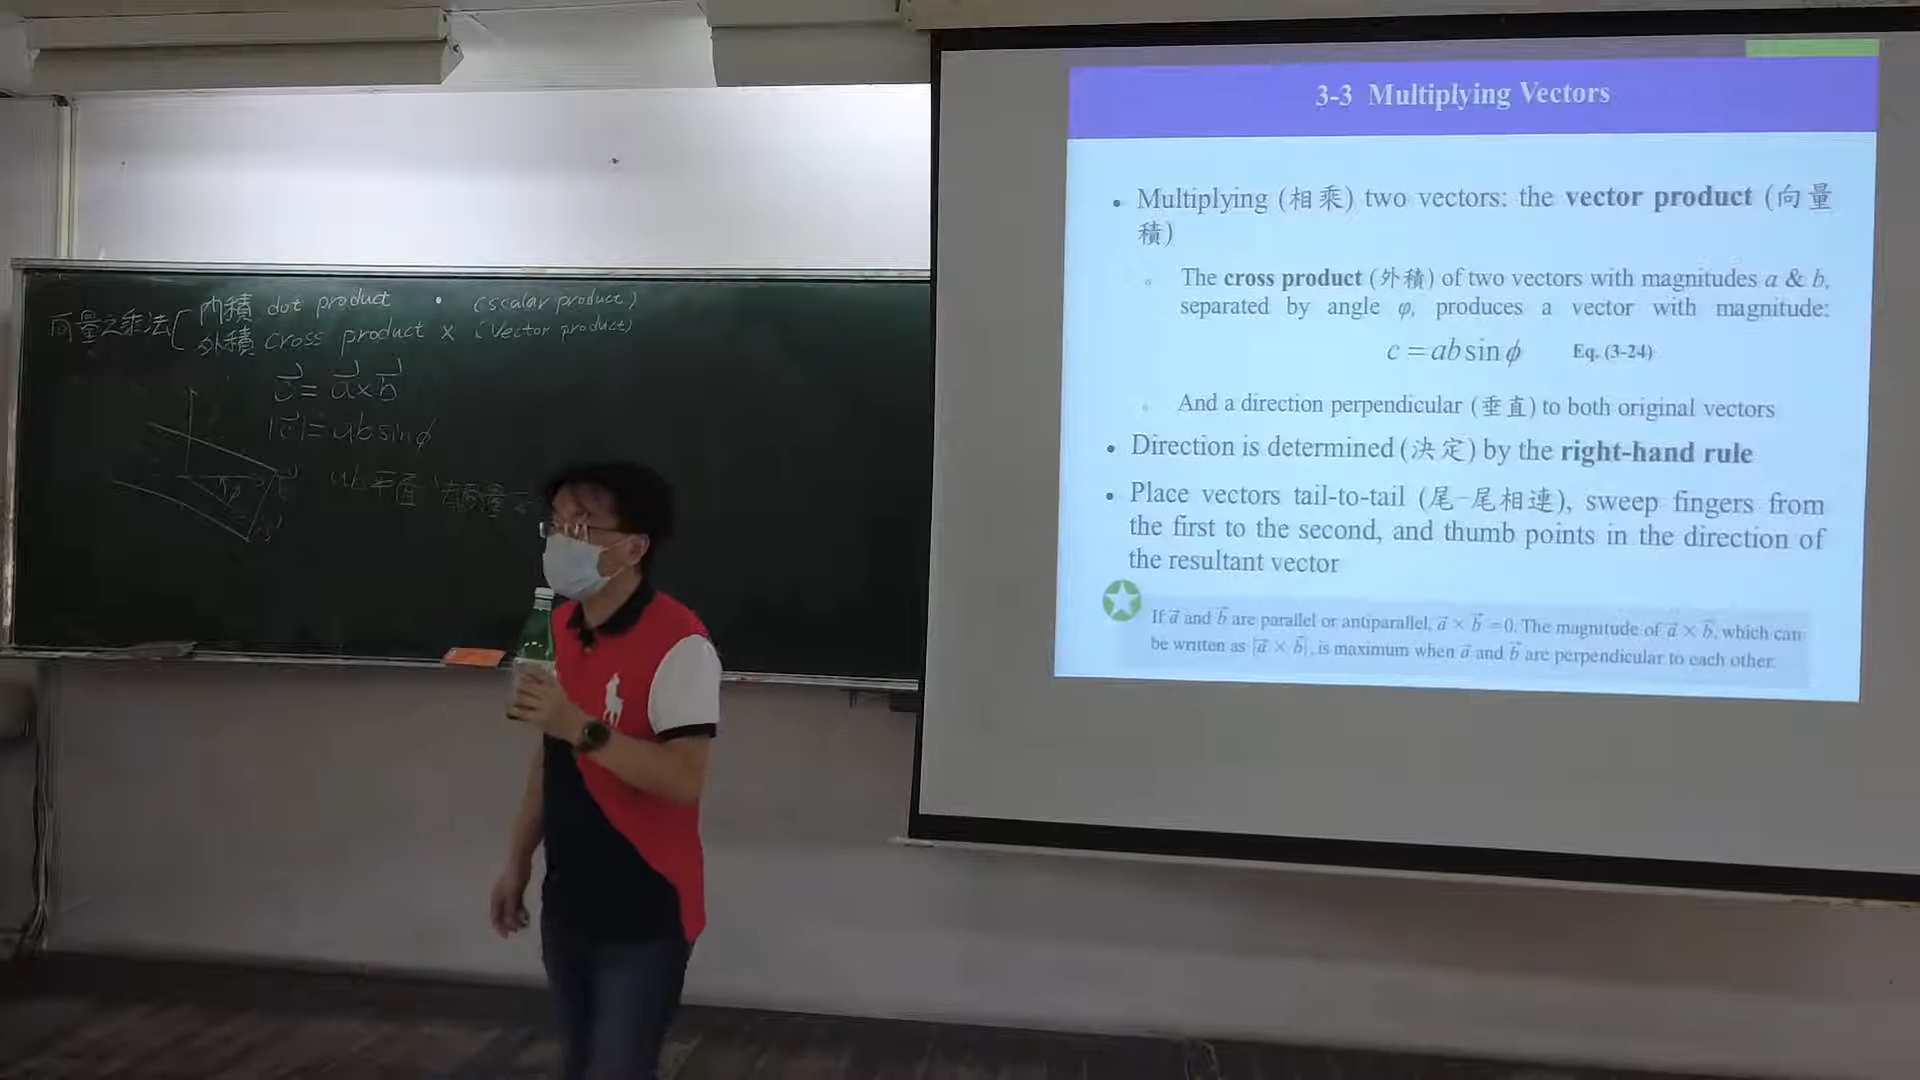 向量之乘法
內積 dot product · (scalar product)
外積 cross product × (Vector product)
c⃗ = a⃗×b⃗
|c⃗| = ab sinφ
ab平面
φ
3-3 Multiplying Vectors
• Multiplying (相乘) two vectors: the vector product (向量
積)
The cross product (外積) of two vectors with magnitudes a & b,
separated by angle φ, produces a vector with magnitude:
c = ab sin ϕ Eq. (3-24)
And a direction perpendicular (垂直) to both original vectors
• Direction is determined (決定) by the right-hand rule
• Place vectors tail-to-tail (尾-尾相連), sweep fingers from
the first to the second, and thumb points in the direction of
the resultant vector
If a⃗ and b⃗ are parallel or antiparallel, a⃗ × b⃗ = 0. The magnitude of a⃗ × b⃗, which can
be written as |a⃗ × b⃗|, is maximum when a⃗ and b⃗ are perpendicular to each other.